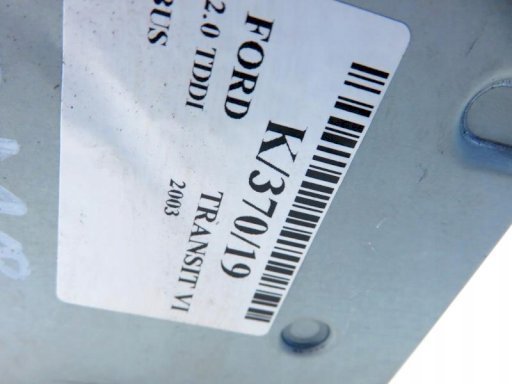 K/370/19
FORD TRANSIT VI
2.0 TDDI 2003
BUS